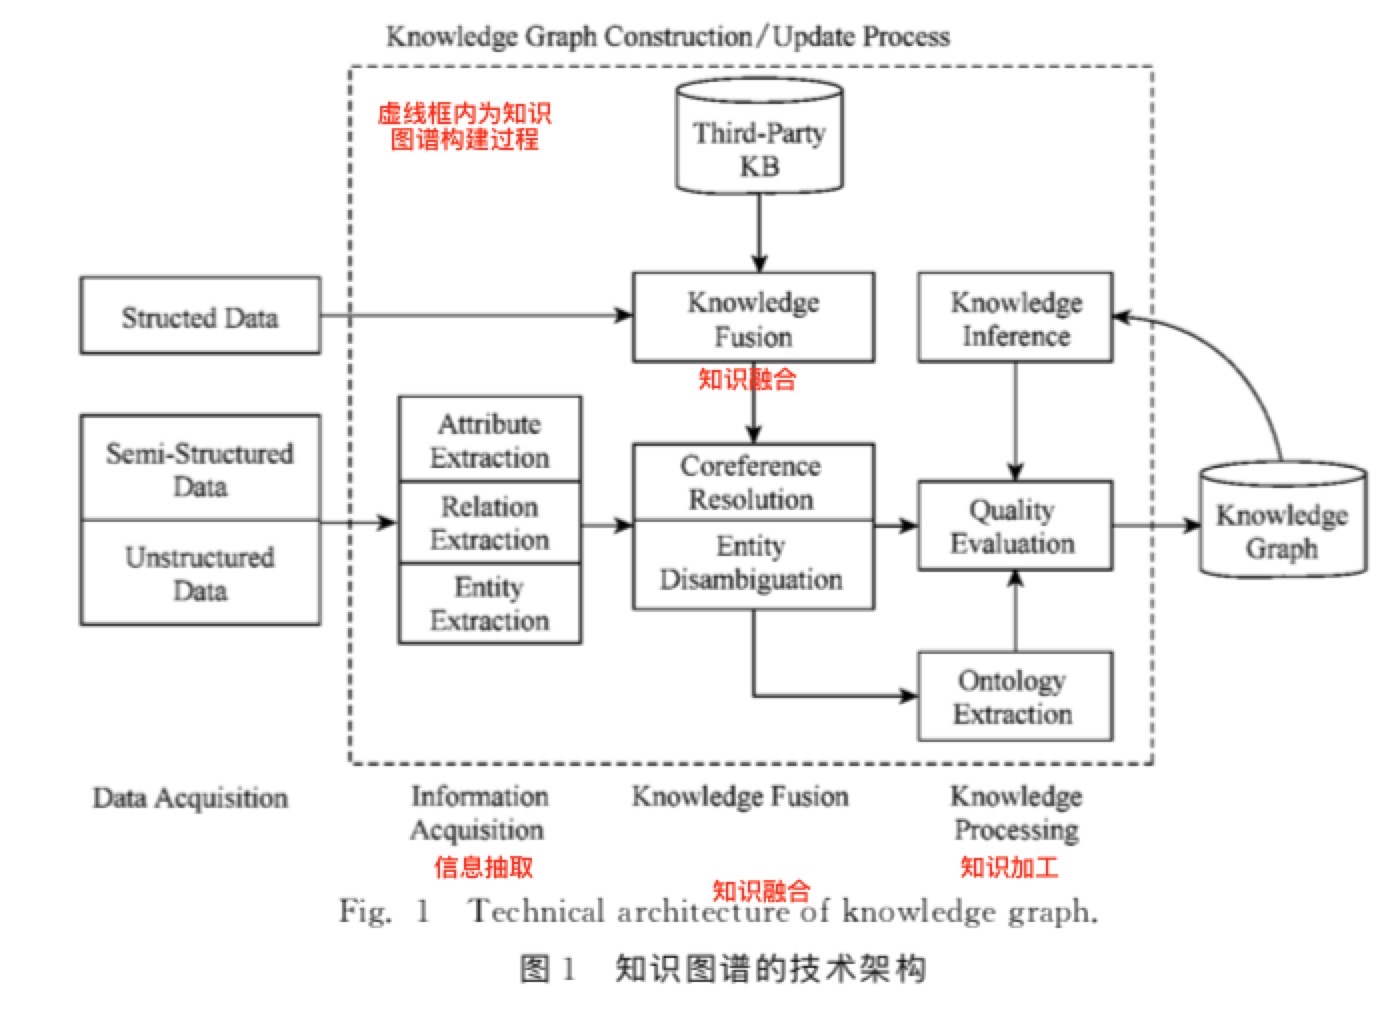 Knowledge Graph Construction/Update Process
虚线框内为知识
图谱构建过程
Third-Party
KB
Structed Data
Knowledge
Fusion
知识融合
Knowledge
Inference
Semi-Structured
Data
Unstructured
Data
Attribute
Extraction
Relation
Extraction
Entity
Extraction
Coreference
Resolution
Entity
Disambiguation
Quality
Evaluation
Knowledge
Graph
Ontology
Extraction
Data Acquisition
Information
Acquisition
信息抽取
Knowledge Fusion
知识融合
Knowledge
Processing
知识加工
Fig. 1 Technical architecture of knowledge graph.
图 1 知识图谱的技术架构